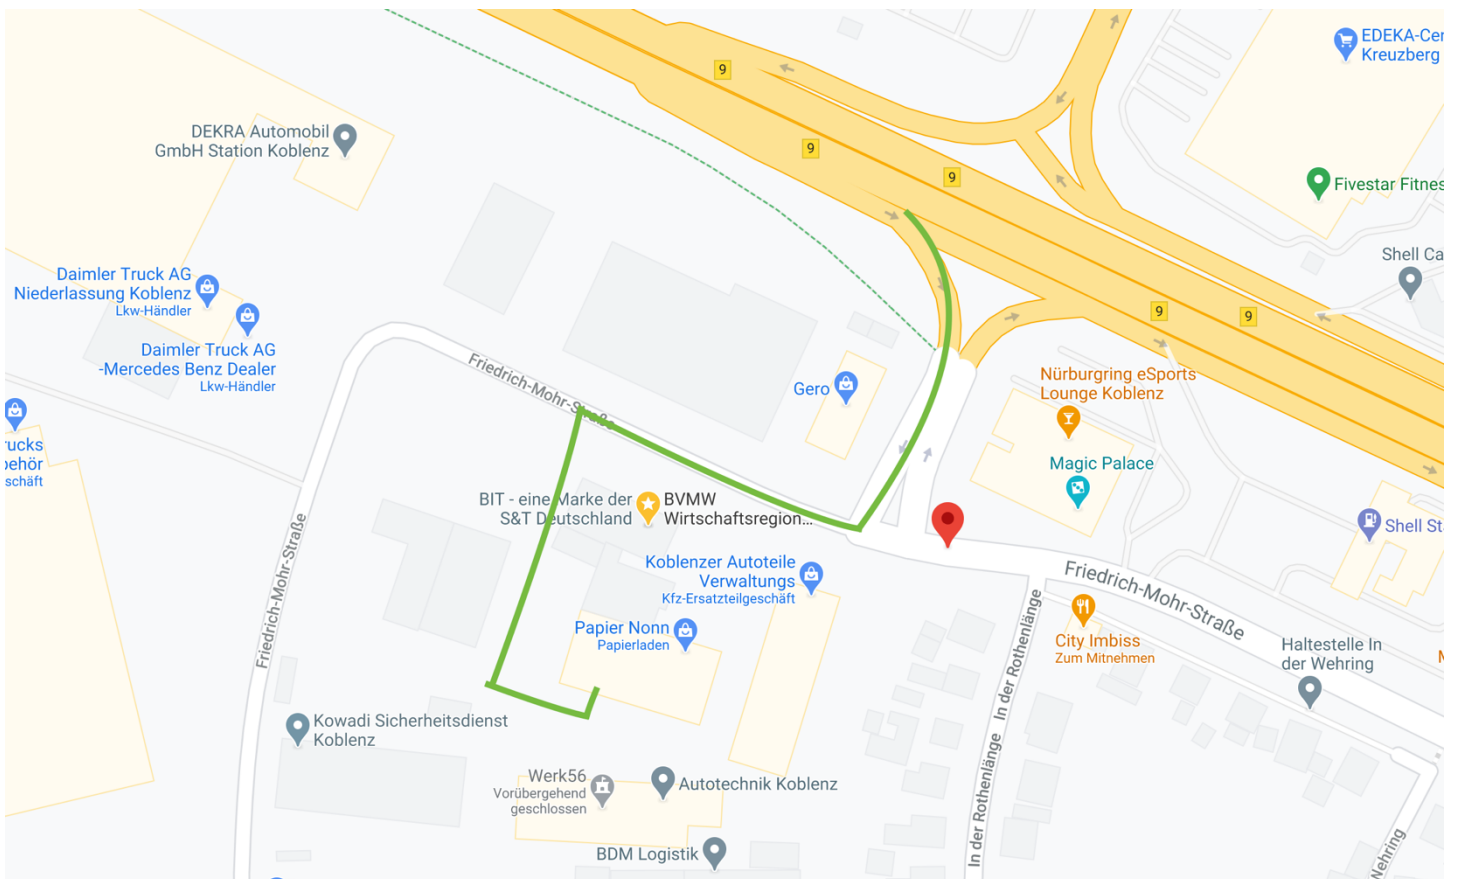 9
EDEKA-Cer
Kreuzberg
DEKRA Automobil
GmbH Station Koblenz
9
9
Fivestar Fitnes
Shell Ca
Daimler Truck AG
Niederlassung Koblenz
Lkw-Händler
9
9
Daimler Truck AG
-Mercedes Benz Dealer
Lkw-Händler
Friedrich-Mohr-Straße
Gero
Nürburgring eSports
Lounge Koblenz
rucks
behör
schäft
Magic Palace
BIT - eine Marke der
S&T Deutschland
BVMW
Wirtschaftsregion...
Shell St
Friedrich-Mohr-Straße
Koblenzer Autoteile
Verwaltungs
Kfz-Ersatzteilgeschäft
Friedrich-Mohr-Straße
Papier Nonn
Papierladen
City Imbiss
Zum Mitnehmen
In der Rothenlänge
Haltestelle In
der Wehring
Kowadi Sicherheitsdienst
Koblenz
Werk56
Vorübergehend
geschlossen
Autotechnik Koblenz
In der Rothenlänge
BDM Logistik
Wehring